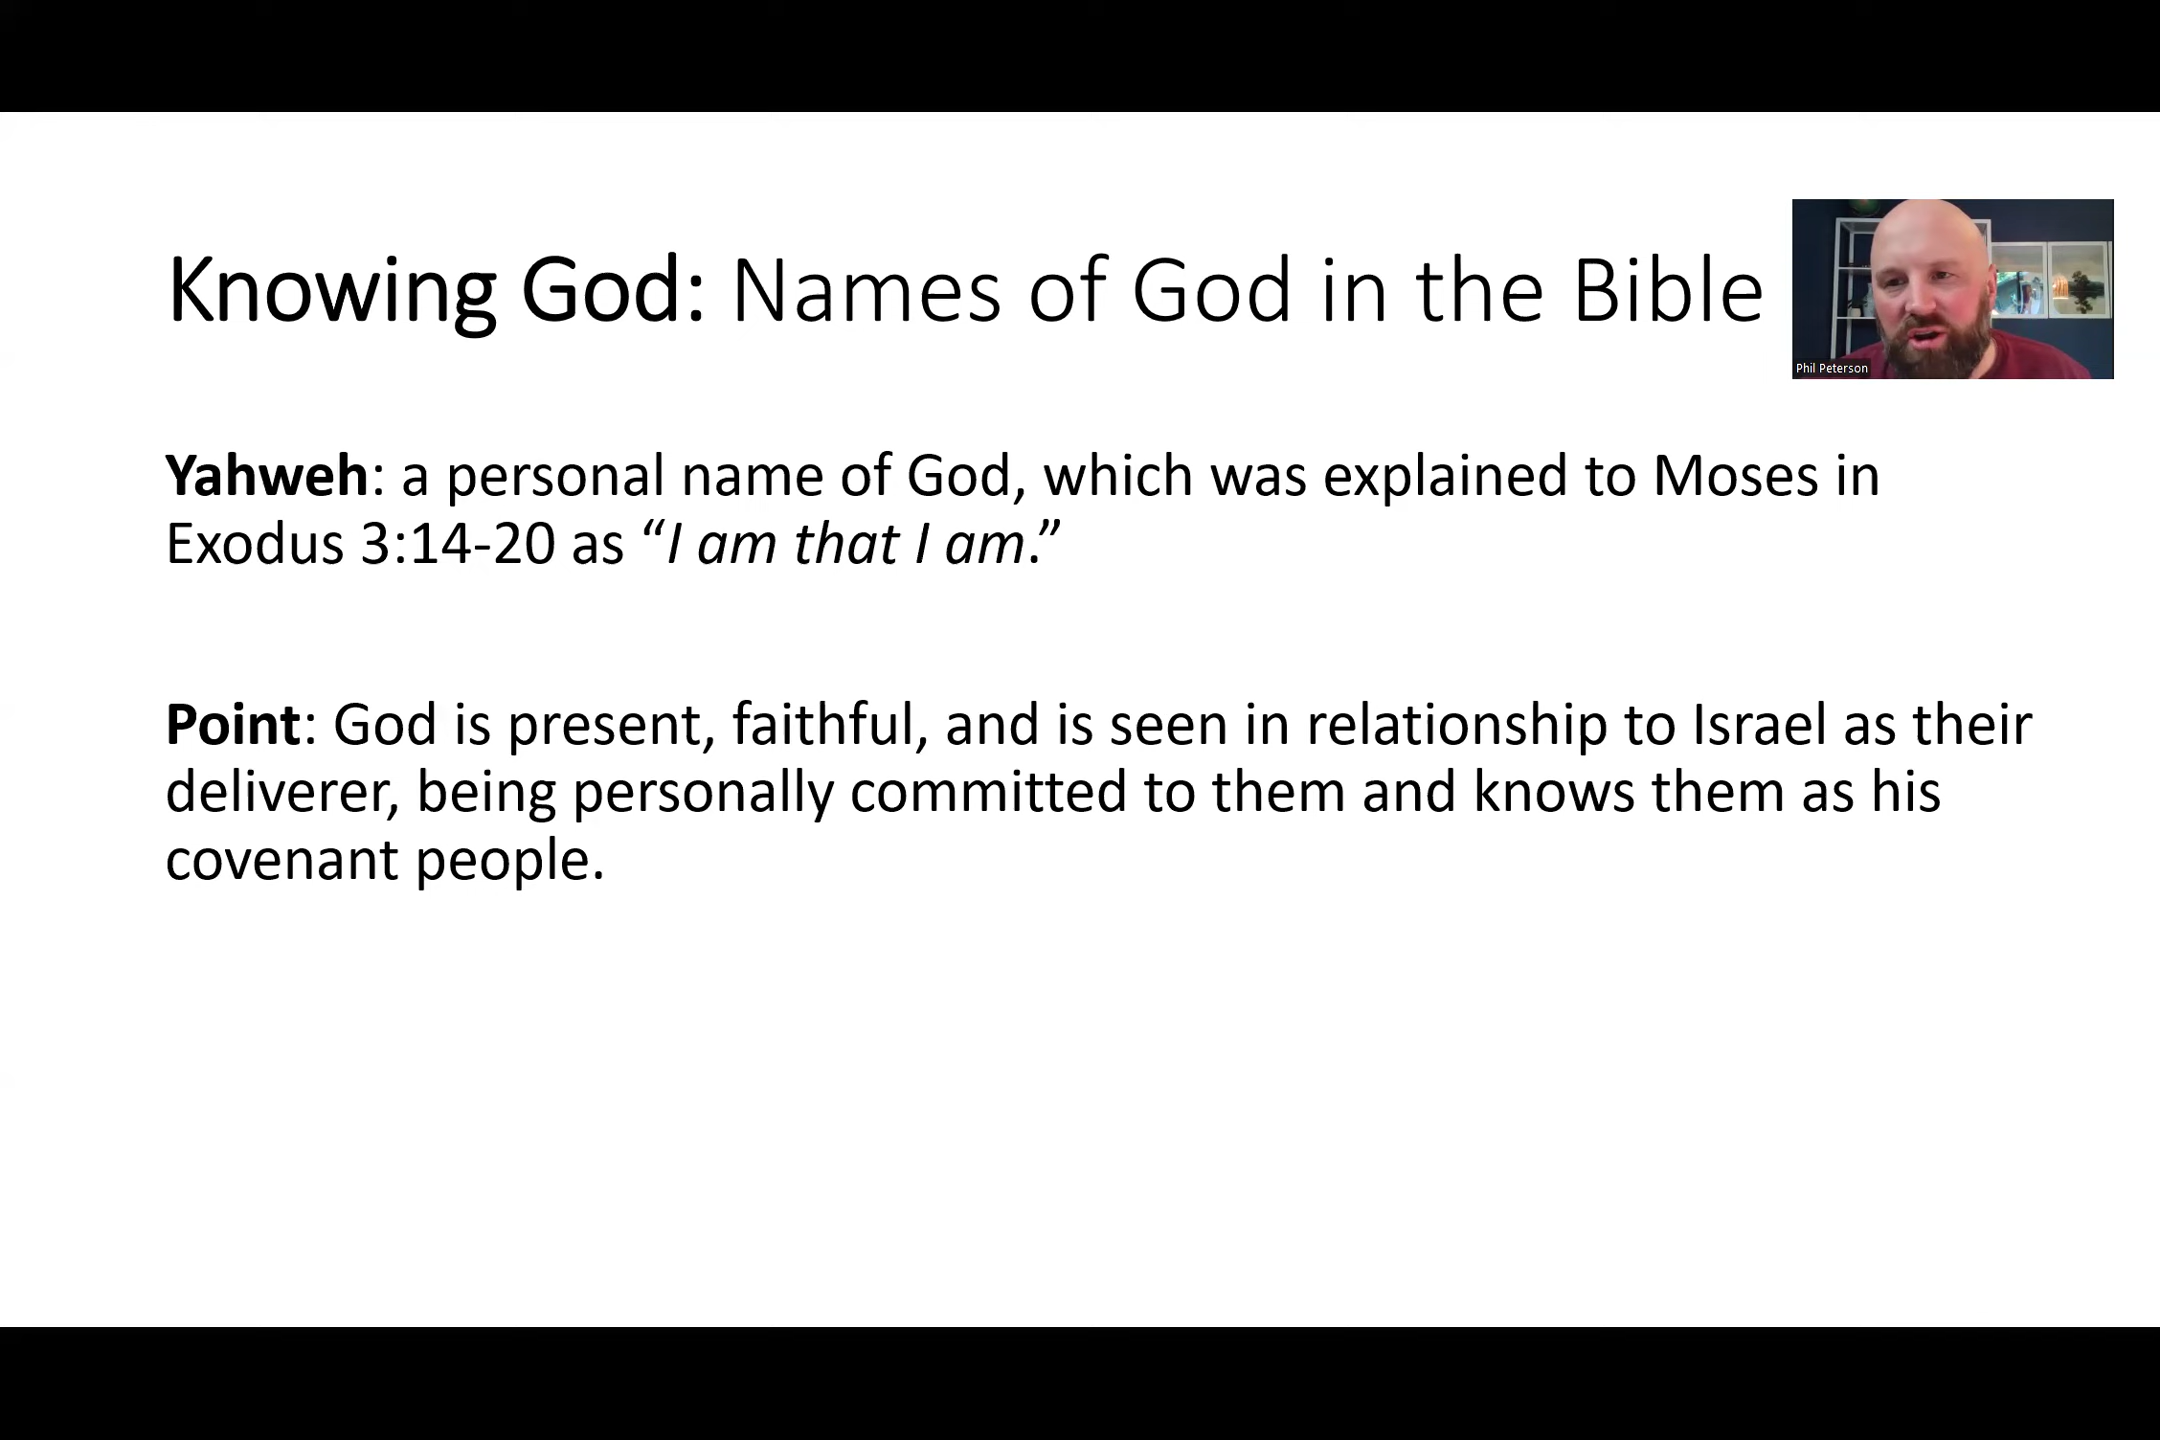 Knowing God: Names of God in the Bible
Phil Peterson
Yahweh: a personal name of God, which was explained to Moses in
Exodus 3:14-20 as “I am that I am.”
Point: God is present, faithful, and is seen in relationship to Israel as their
deliverer, being personally committed to them and knows them as his
covenant people.